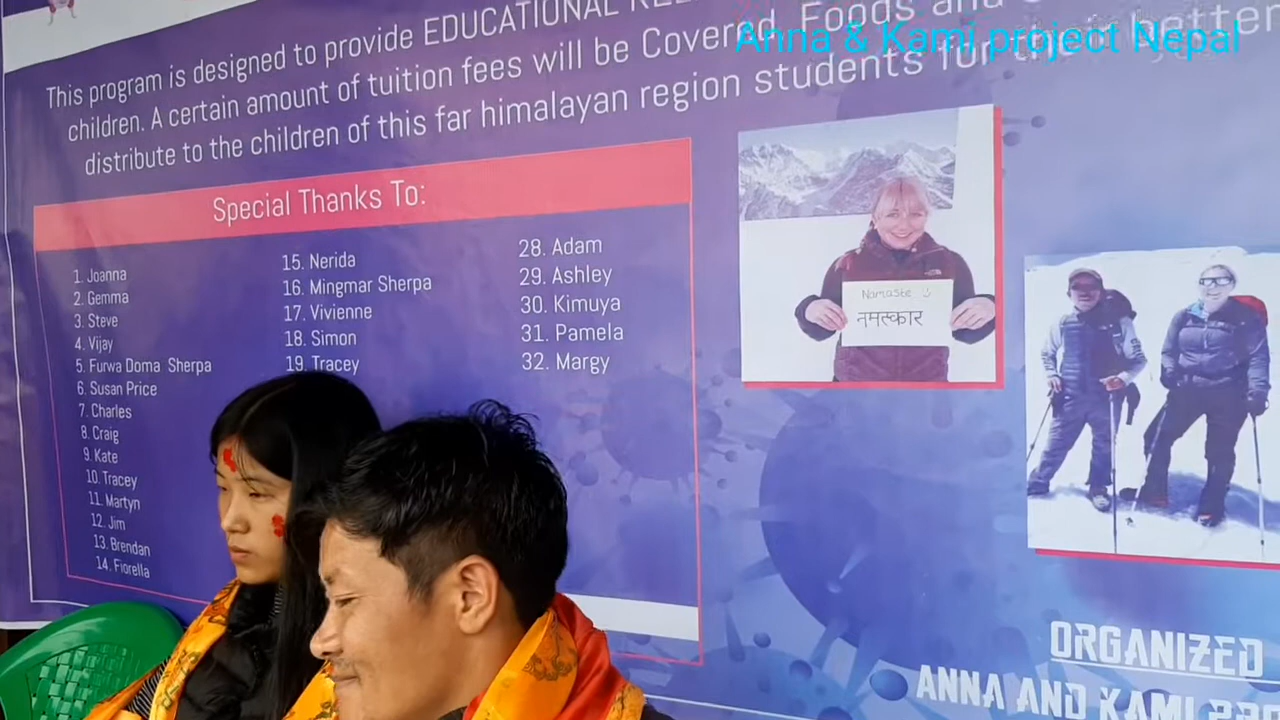 Anna & Kami project Nepal
This program is designed to provide EDUCATIONAL
children. A certain amount of tuition fees will be Covered. Foods and
distribute to the children of this far himalayan region students for their better
Special Thanks To:
1. Joanna
2. Gemma
3. Steve
4. Vijay
5. Furwa Doma Sherpa
6. Susan Price
7. Charles
8. Craig
9. Kate
10. Tracey
11. Martyn
12. Jim
13. Brendan
14. Fiorella
15. Nerida
16. Mingmar Sherpa
17. Vivienne
18. Simon
19. Tracey
28. Adam
29. Ashley
30. Kimuya
31. Pamela
32. Margy
Namaste
नमस्कार
ORGANIZED
ANNA AND KAMI